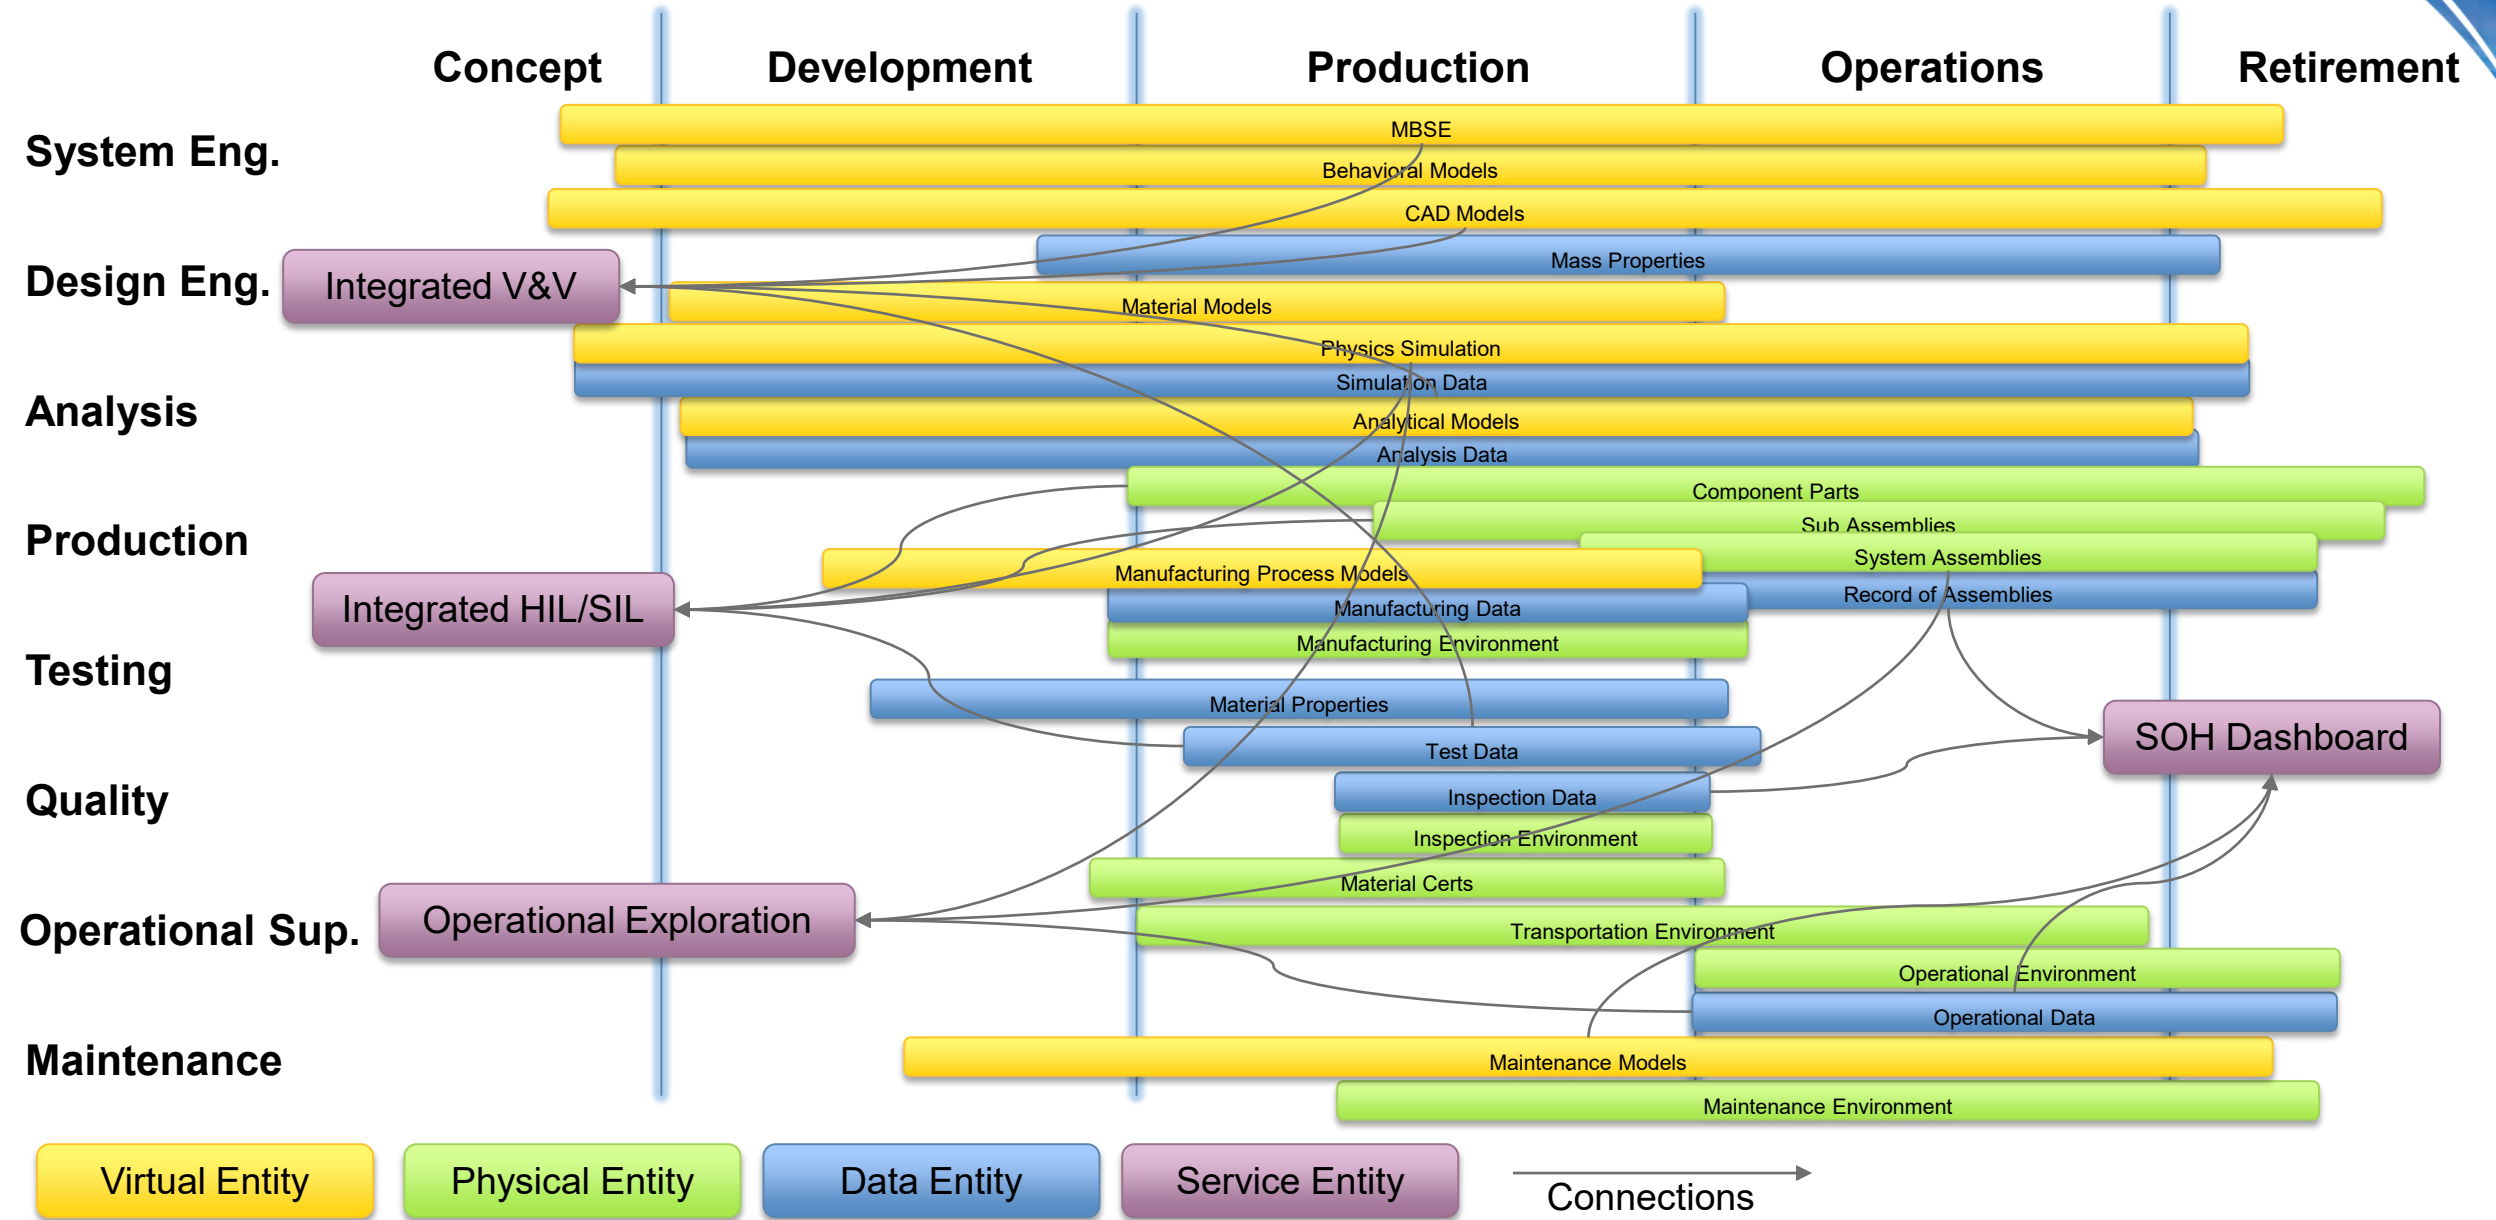 Concept
Development
Production
Operations
Retirement
MBSE
System Eng.
Behavioral Models
CAD Models
Mass Properties
Design Eng.
Integrated V&V
Material Models
Physics Simulation
Simulation Data
Analysis
Analytical Models
Analysis Data
Component Parts
Sub Assemblies
Production
System Assemblies
Manufacturing Process Models
Record of Assemblies
Integrated HIL/SIL
Manufacturing Data
Manufacturing Environment
Testing
Material Properties
SOH Dashboard
Test Data
Quality
Inspection Data
Inspection Environment
Material Certs
Operational Exploration
Operational Sup.
Transportation Environment
Operational Environment
Operational Data
Maintenance
Maintenance Models
Maintenance Environment
Virtual Entity
Physical Entity
Data Entity
Service Entity
Connections